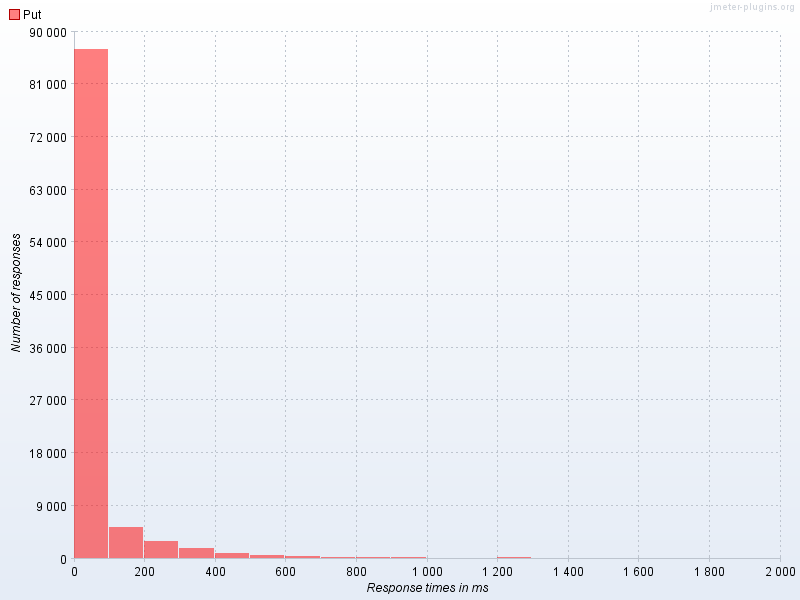 jmeter-plugins.org
Put
90 000
81 000
72 000
63 000
54 000
45 000
36 000
27 000
18 000
9 000
0
Number of responses
0 200 400 600 800 1 000 1 200 1 400 1 600 1 800 2 000
Response times in ms